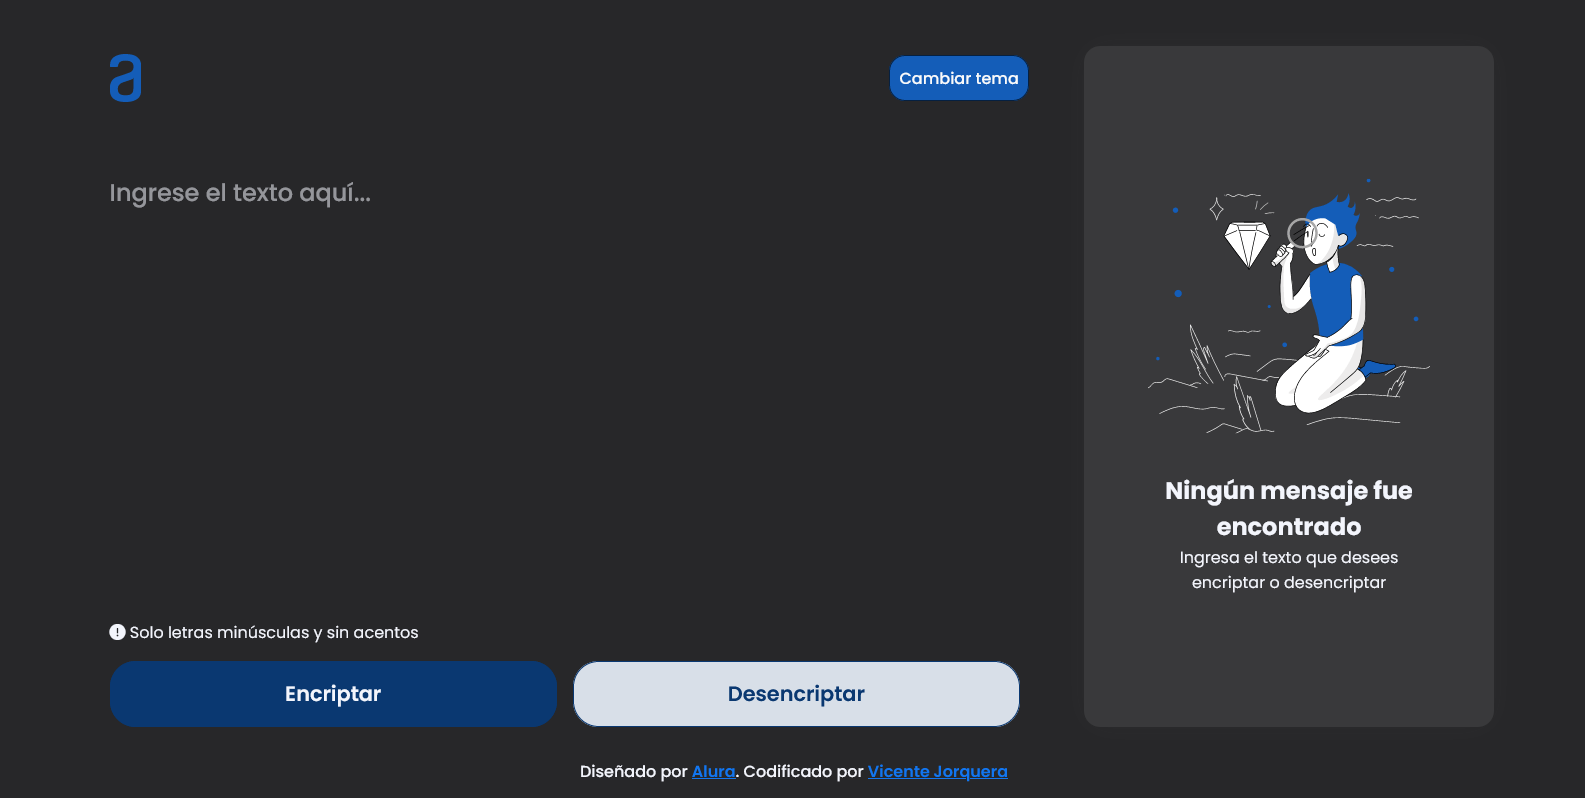 a
Cambiar tema
Ingrese el texto aquí...
Solo letras minúsculas y sin acentos
Encriptar
Desencriptar
Ningún mensaje fue
encontrado
Ingresa el texto que desees
encriptar o desencriptar
Diseñado por Alura. Codificado por Vicente Jorquera